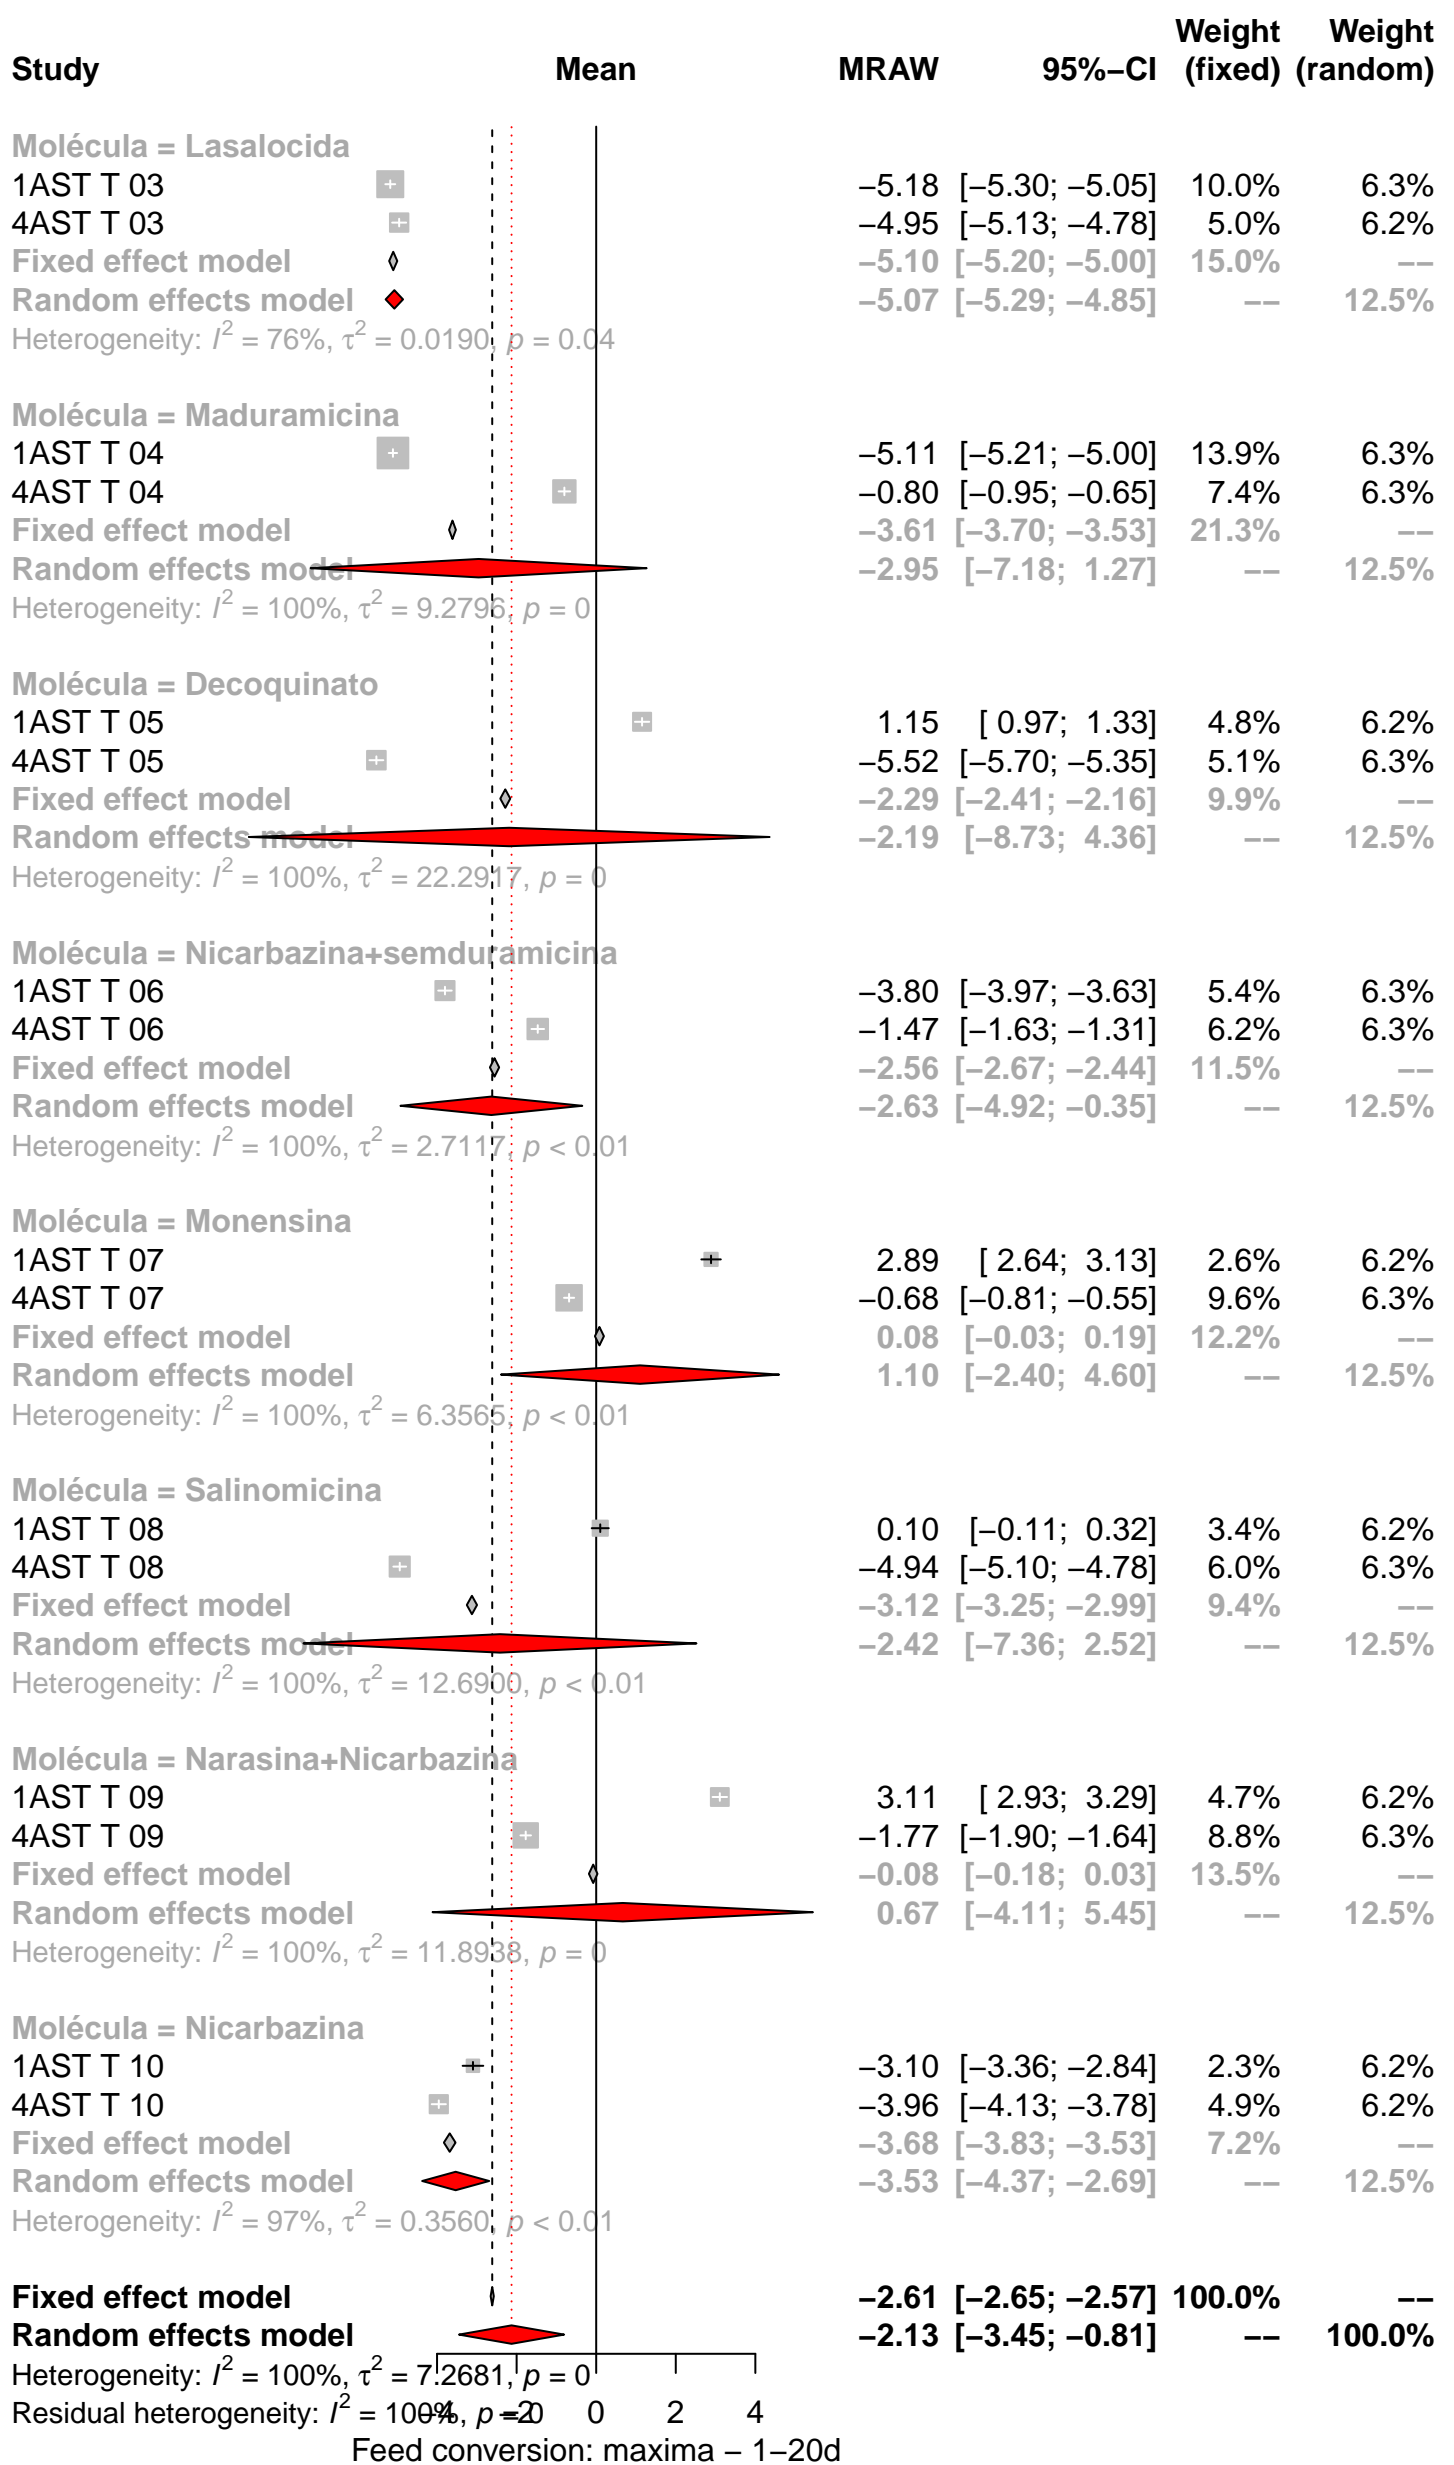 Weight Weight
Study Mean MRAW 95%−CI (fixed) (random)
Molécula = Lasalocida
1AST T 03 −5.18 [−5.30; −5.05] 10.0% 6.3%
4AST T 03 −4.95 [−5.13; −4.78] 5.0% 6.2%
Fixed effect model −5.10 [−5.20; −5.00] 15.0% −−
Random effects model −5.07 [−5.29; −4.85] −− 12.5%
Heterogeneity: I² = 76%, τ² = 0.0190, p = 0.04
Molécula = Maduramicina
1AST T 04 −5.11 [−5.21; −5.00] 13.9% 6.3%
4AST T 04 −0.80 [−0.95; −0.65] 7.4% 6.3%
Fixed effect model −3.61 [−3.70; −3.53] 21.3% −−
Random effects model −2.95 [−7.18; 1.27] −− 12.5%
Heterogeneity: I² = 100%, τ² = 9.2796, p = 0
Molécula = Decoquinato
1AST T 05 1.15 [ 0.97; 1.33] 4.8% 6.2%
4AST T 05 −5.52 [−5.70; −5.35] 5.1% 6.3%
Fixed effect model −2.29 [−2.41; −2.16] 9.9% −−
Random effects model −2.19 [−8.73; 4.36] −− 12.5%
Heterogeneity: I² = 100%, τ² = 22.2917, p = 0
Molécula = Nicarbazina+semduramicina
1AST T 06 −3.80 [−3.97; −3.63] 5.4% 6.3%
4AST T 06 −1.47 [−1.63; −1.31] 6.2% 6.3%
Fixed effect model −2.56 [−2.67; −2.44] 11.5% −−
Random effects model −2.63 [−4.92; −0.35] −− 12.5%
Heterogeneity: I² = 100%, τ² = 2.7117, p < 0.01
Molécula = Monensina
1AST T 07 2.89 [ 2.64; 3.13] 2.6% 6.2%
4AST T 07 −0.68 [−0.81; −0.55] 9.6% 6.3%
Fixed effect model 0.08 [−0.03; 0.19] 12.2% −−
Random effects model 1.10 [−2.40; 4.60] −− 12.5%
Heterogeneity: I² = 100%, τ² = 6.3565, p < 0.01
Molécula = Salinomicina
1AST T 08 0.10 [−0.11; 0.32] 3.4% 6.2%
4AST T 08 −4.94 [−5.10; −4.78] 6.0% 6.3%
Fixed effect model −3.12 [−3.25; −2.99] 9.4% −−
Random effects model −2.42 [−7.36; 2.52] −− 12.5%
Heterogeneity: I² = 100%, τ² = 12.6900, p < 0.01
Molécula = Narasina+Nicarbazina
1AST T 09 3.11 [ 2.93; 3.29] 4.7% 6.2%
4AST T 09 −1.77 [−1.90; −1.64] 8.8% 6.3%
Fixed effect model −0.08 [−0.18; 0.03] 13.5% −−
Random effects model 0.67 [−4.11; 5.45] −− 12.5%
Heterogeneity: I² = 100%, τ² = 11.8938, p = 0
Molécula = Nicarbazina
1AST T 10 −3.10 [−3.36; −2.84] 2.3% 6.2%
4AST T 10 −3.96 [−4.13; −3.78] 4.9% 6.2%
Fixed effect model −3.68 [−3.83; −3.53] 7.2% −−
Random effects model −3.53 [−4.37; −2.69] −− 12.5%
Heterogeneity: I² = 97%, τ² = 0.3560, p < 0.01
Fixed effect model −2.61 [−2.65; −2.57] 100.0% −−
Random effects model −2.13 [−3.45; −0.81] −− 100.0%
Heterogeneity: I² = 100%, τ² = 7.2681, p = 0
Residual heterogeneity: I² = 100%, p = 0
−4 −2 0 2 4
Feed conversion: maxima − 1−20d